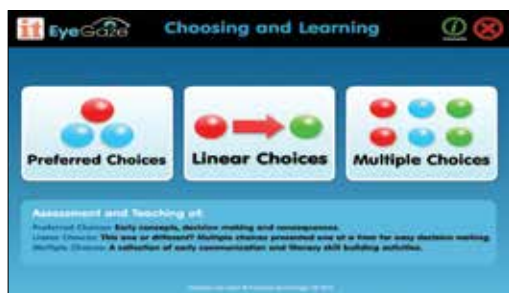 it EyeGaze Choosing and Learning
Preferred Choices Linear Choices Multiple Choices
Assessment and Teaching of:
Preferred Choices: Early concepts, decision making and consequences.
Linear Choices: This one or different? Multiple choices presented one at a time for easy decision making.
Multiple Choices: A collection of early communication and literacy skill building activities.